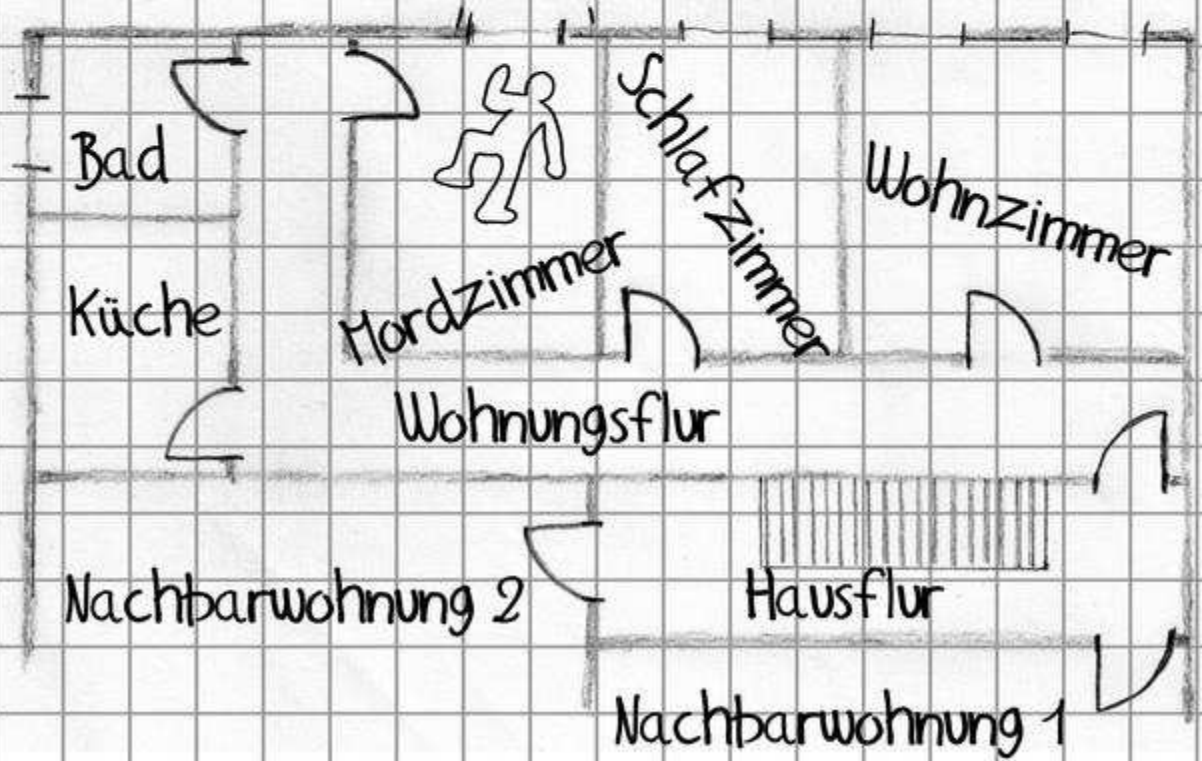 Bad
Schlafzimmer
Wohnzimmer
Küche
Mordzimmer
Wohnungsflur
Nachbarwohnung 2
Hausflur
Nachbarwohnung 1